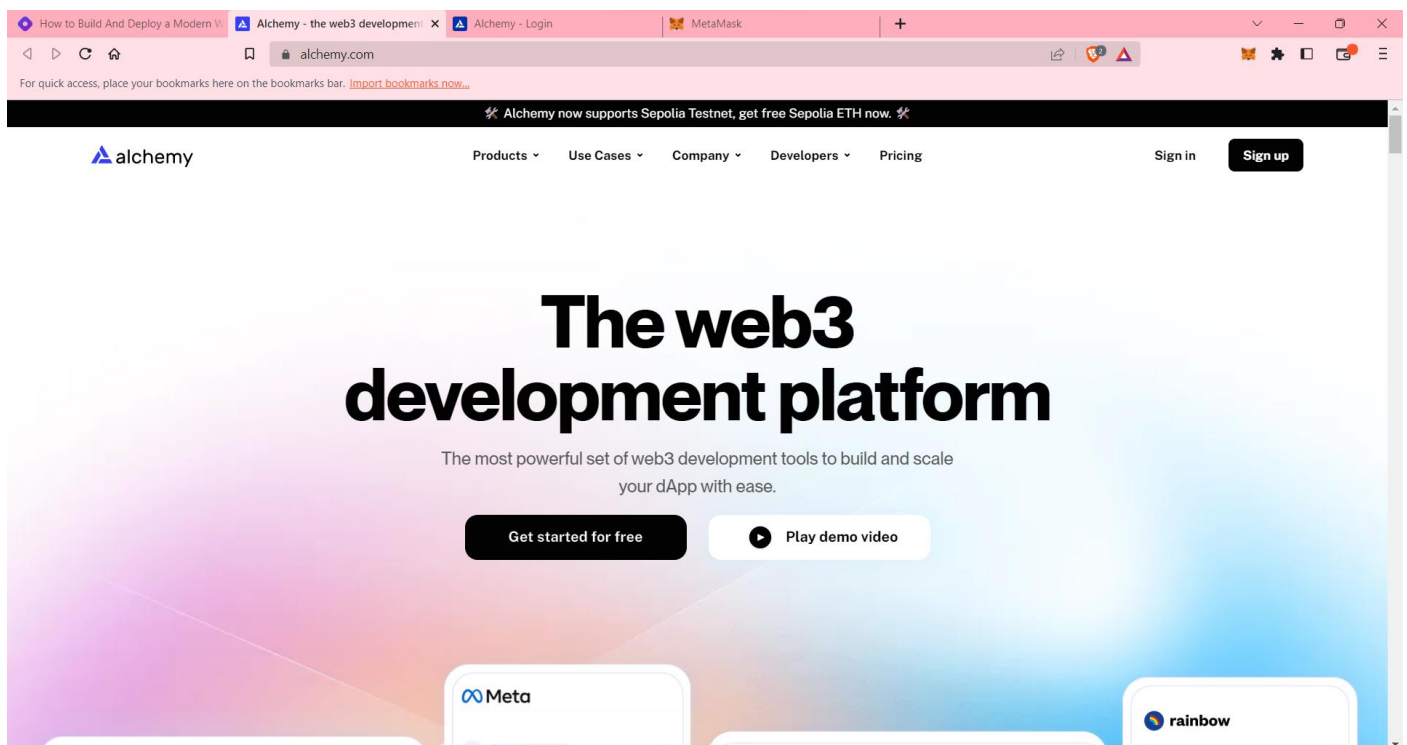 How to Build And Deploy a Modern W
Alchemy - the web3 development
Alchemy - Login
MetaMask
alchemy.com
2
For quick access, place your bookmarks here on the bookmarks bar. Import bookmarks now...
🛠 Alchemy now supports Sepolia Testnet, get free Sepolia ETH now. 🛠
alchemy
Products
Use Cases
Company
Developers
Pricing
Sign in
Sign up
The web3
development platform
The most powerful set of web3 development tools to build and scale
your dApp with ease.
Get started for free
Play demo video
Meta
rainbow